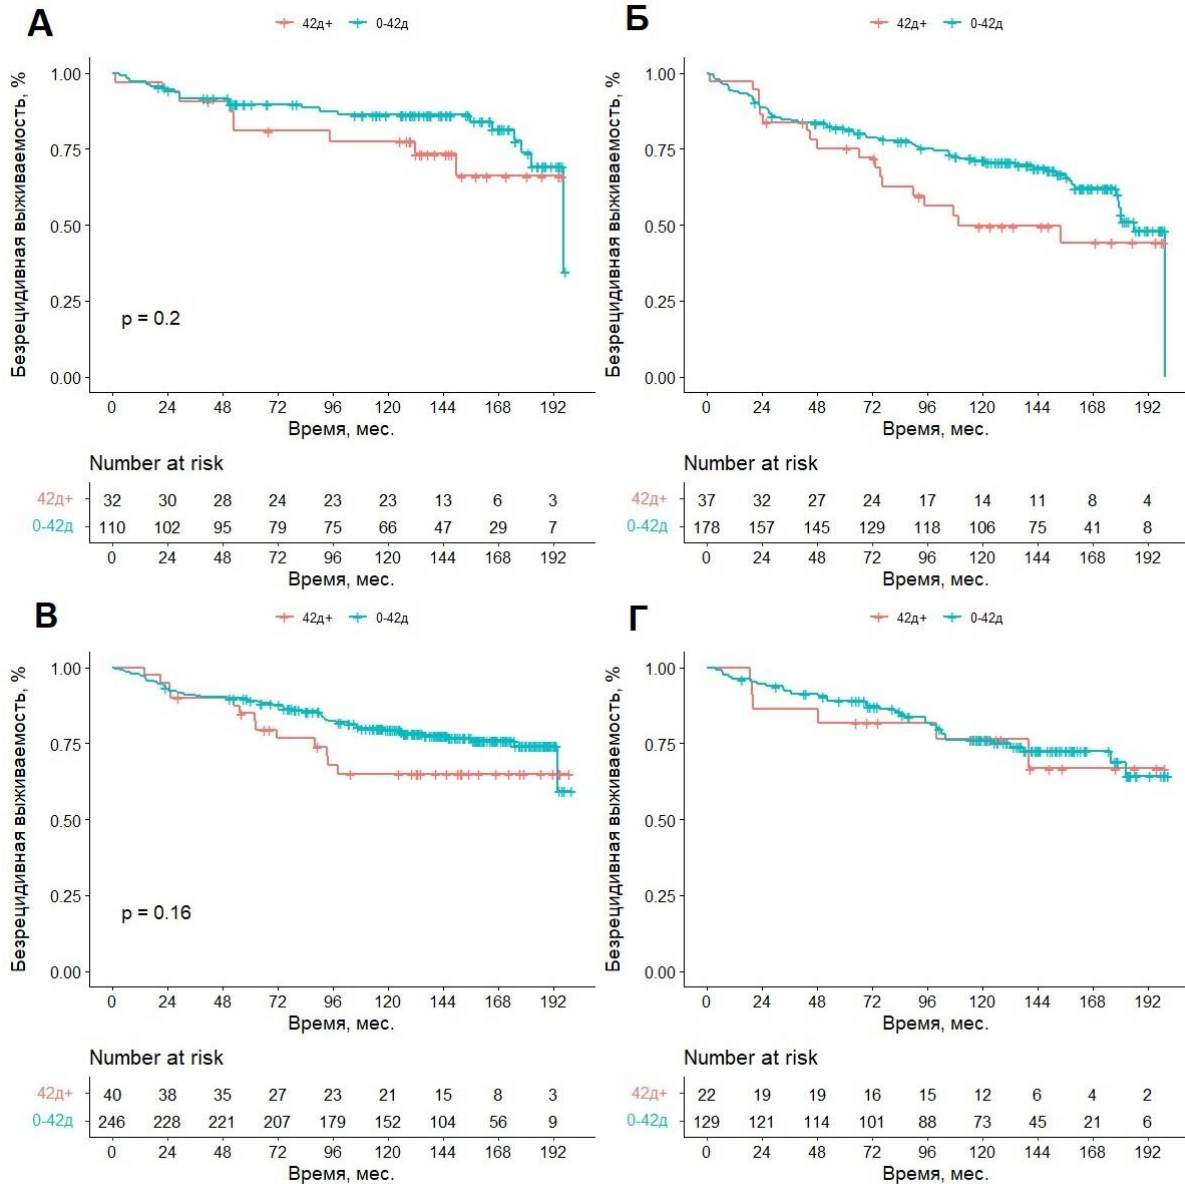 А
42д+ 0-42д
Безрецидивная выживаемость, %
1.00
0.75
0.50
0.25
0.00
p = 0.2
0 24 48 72 96 120 144 168 192
Время, мес.
Number at risk
42д+ 32 30 28 24 23 23 13 6 3
0-42д 110 102 95 79 75 66 47 29 7
0 24 48 72 96 120 144 168 192
Время, мес.
Б
42д+ 0-42д
Безрецидивная выживаемость, %
1.00
0.75
0.50
0.25
0.00
0 24 48 72 96 120 144 168 192
Время, мес.
Number at risk
42д+ 37 32 27 24 17 14 11 8 4
0-42д 178 157 145 129 118 106 75 41 8
0 24 48 72 96 120 144 168 192
Время, мес.
В
42д+ 0-42д
Безрецидивная выживаемость, %
1.00
0.75
0.50
0.25
0.00
p = 0.16
0 24 48 72 96 120 144 168 192
Время, мес.
Number at risk
42д+ 40 38 35 27 23 21 15 8 3
0-42д 246 228 221 207 179 152 104 56 9
0 24 48 72 96 120 144 168 192
Время, мес.
Г
42д+ 0-42д
Безрецидивная выживаемость, %
1.00
0.75
0.50
0.25
0.00
0 24 48 72 96 120 144 168 192
Время, мес.
Number at risk
42д+ 22 19 19 16 15 12 6 4 2
0-42д 129 121 114 101 88 73 45 21 6
0 24 48 72 96 120 144 168 192
Время, мес.